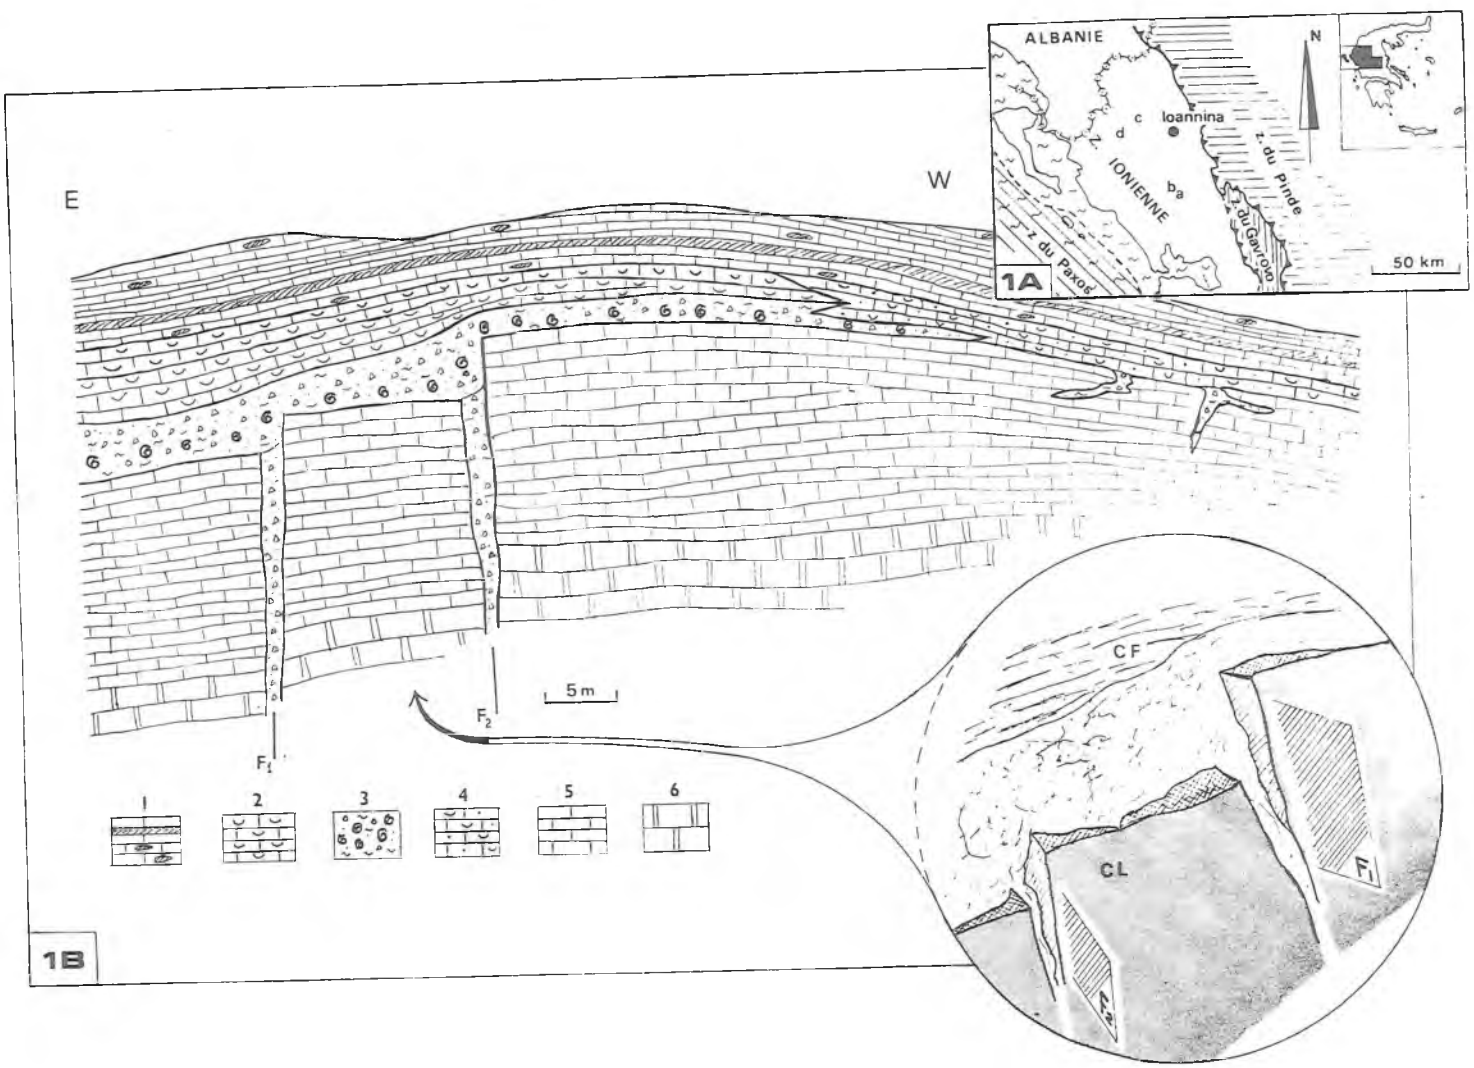 E
W
ALBANIE
N
c
Ioannina
d
z.
IONIENNE
b
a
z. du Pinde
z. du Gavrovo
z. du Paxos
1A
50 km
5 m
F1
F2
1
2
3
4
5
6
CF
CL
F1
F2
1B